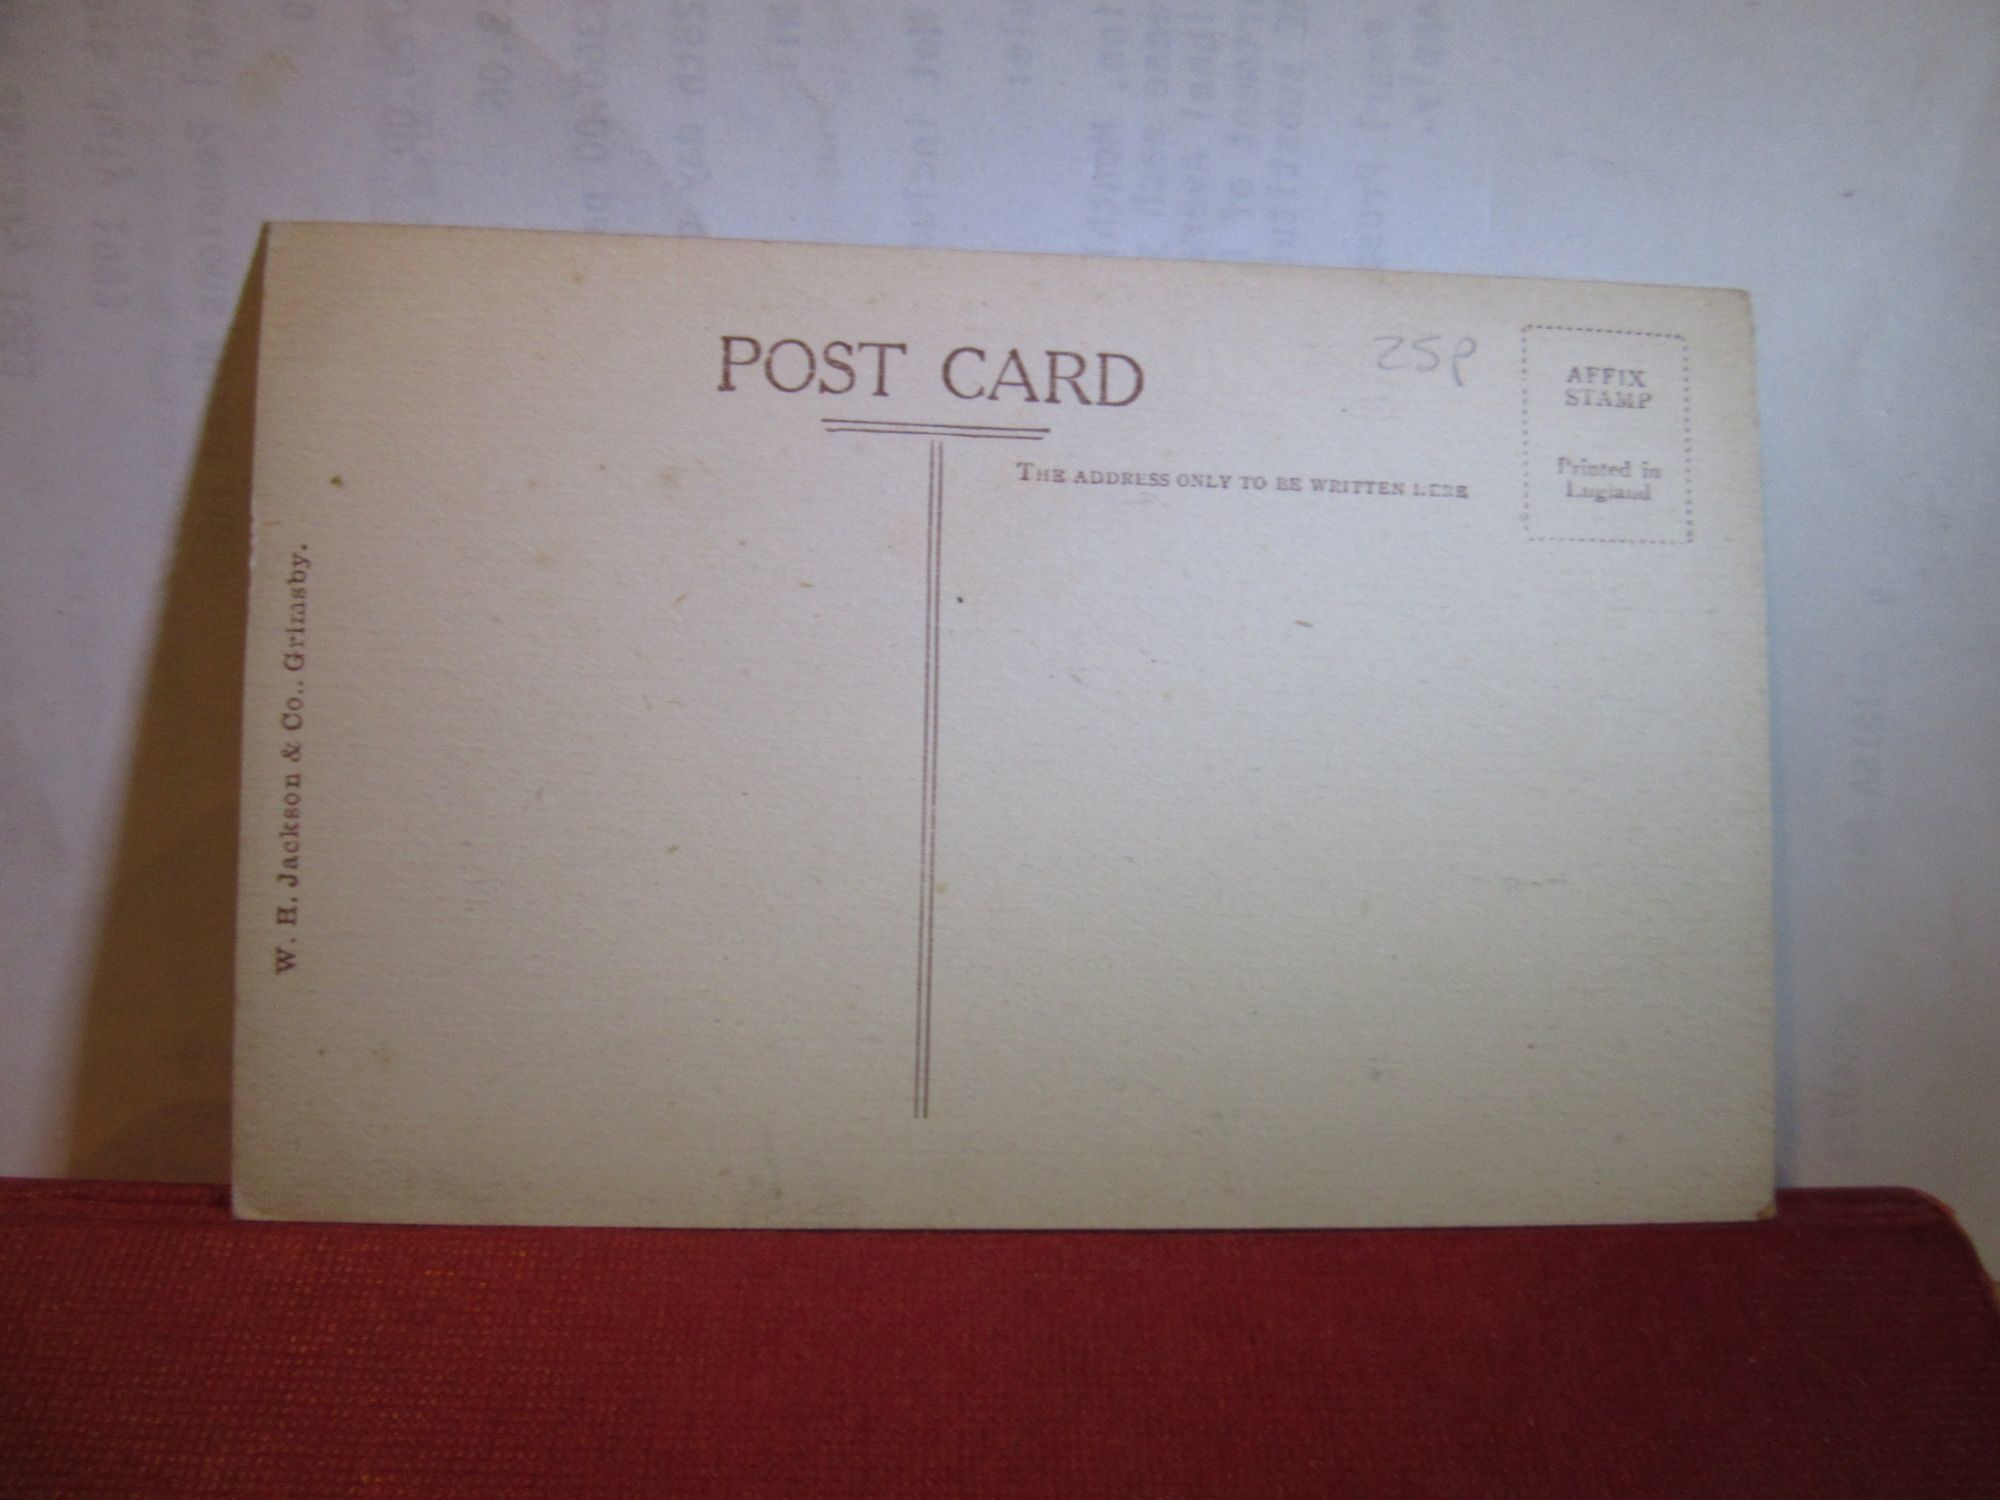 POST CARD
25p
AFFIX
STAMP
Printed in
England
THE ADDRESS ONLY TO BE WRITTEN HERE
W. H. Jackson & Co., Grimsby.